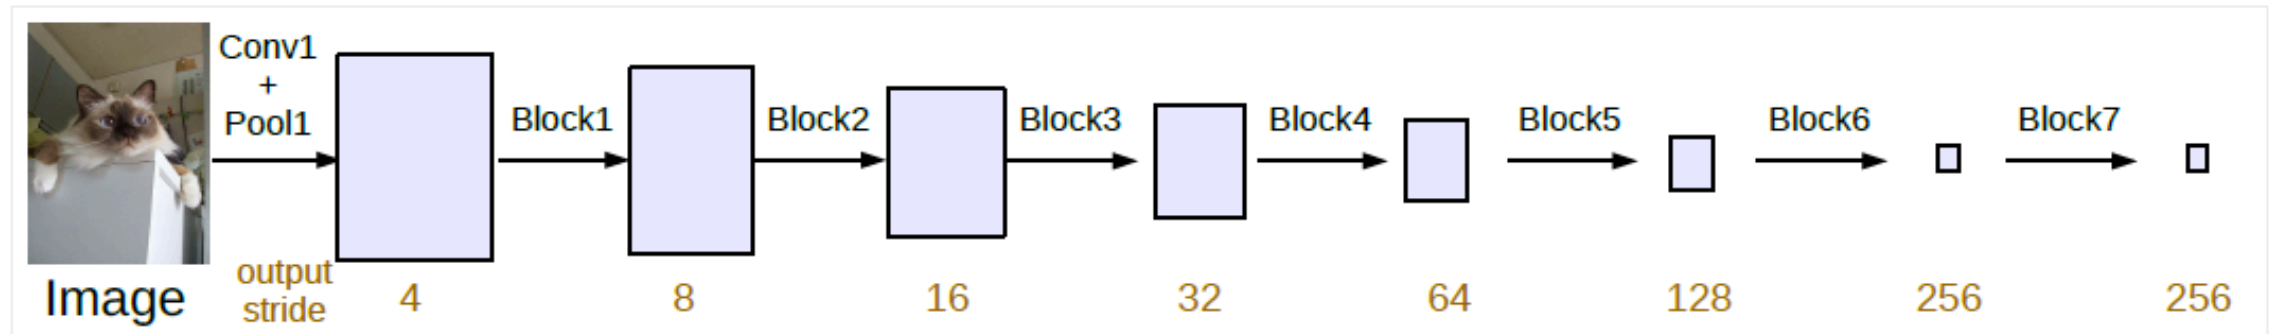 Conv1
+
Pool1
Block1
Block2
Block3
Block4
Block5
Block6
Block7
Image
output
stride
4
8
16
32
64
128
256
256